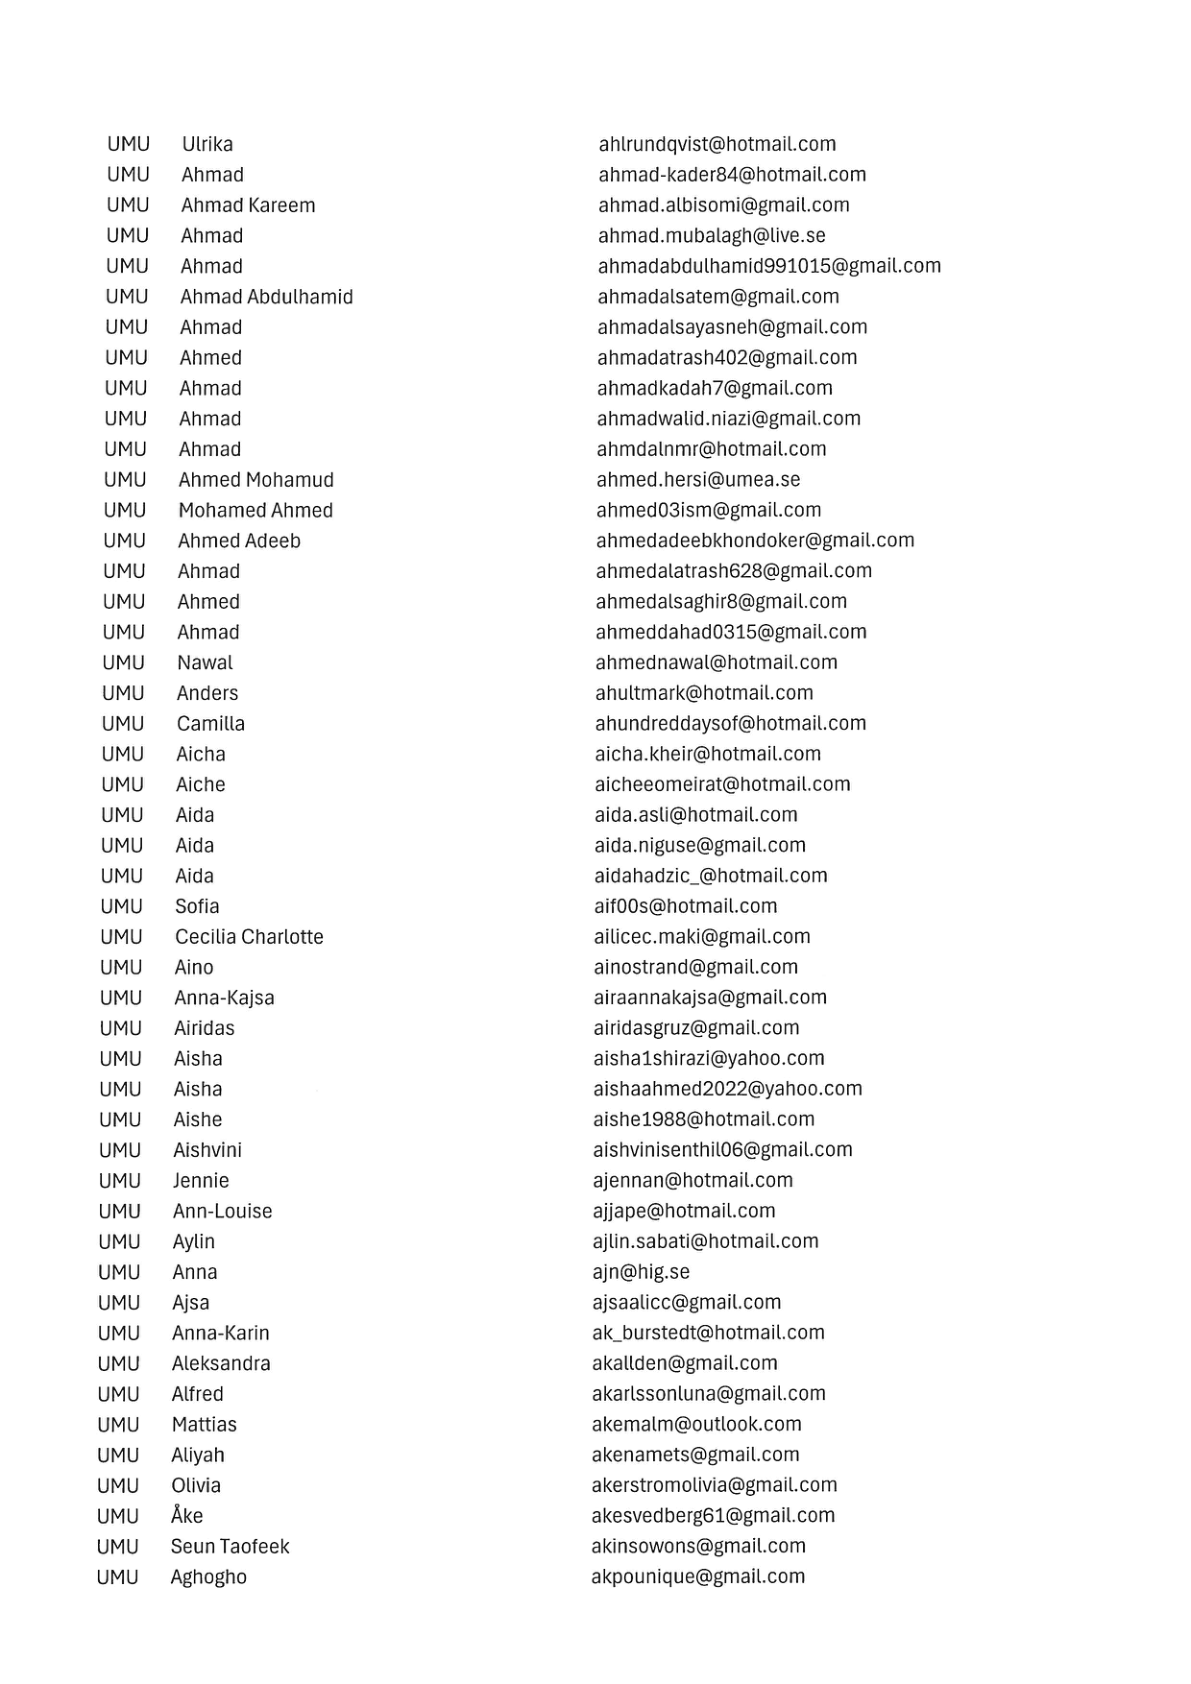 UMU Ulrika ahlrundqvist@hotmail.com
UMU Ahmad ahmad-kader84@hotmail.com
UMU Ahmad Kareem ahmad.albisomi@gmail.com
UMU Ahmad ahmad.mubalagh@live.se
UMU Ahmad ahmadabdulhamid991015@gmail.com
UMU Ahmad Abdulhamid ahmadalsatem@gmail.com
UMU Ahmad ahmadalsayasneh@gmail.com
UMU Ahmed ahmadatrash402@gmail.com
UMU Ahmad ahmadkadah7@gmail.com
UMU Ahmad ahmadwalid.niazi@gmail.com
UMU Ahmad ahmdalnmr@hotmail.com
UMU Ahmed Mohamud ahmed.hersi@umea.se
UMU Mohamed Ahmed ahmed03ism@gmail.com
UMU Ahmed Adeeb ahmedadeebkhondoker@gmail.com
UMU Ahmad ahmedalatrash628@gmail.com
UMU Ahmed ahmedalsaghir8@gmail.com
UMU Ahmad ahmeddahad0315@gmail.com
UMU Nawal ahmednawal@hotmail.com
UMU Anders ahultmark@hotmail.com
UMU Camilla ahundreddaysof@hotmail.com
UMU Aicha aicha.kheir@hotmail.com
UMU Aiche aicheeomeirat@hotmail.com
UMU Aida aida.asli@hotmail.com
UMU Aida aida.niguse@gmail.com
UMU Aida aidahadzic_@hotmail.com
UMU Sofia aif00s@hotmail.com
UMU Cecilia Charlotte ailicec.maki@gmail.com
UMU Aino ainostrand@gmail.com
UMU Anna-Kajsa airaannakajsa@gmail.com
UMU Airidas airidasgruz@gmail.com
UMU Aisha aisha1shirazi@yahoo.com
UMU Aisha aishaahmed2022@yahoo.com
UMU Aishe aishe1988@hotmail.com
UMU Aishvini aishvinisenthil06@gmail.com
UMU Jennie ajennan@hotmail.com
UMU Ann-Louise ajjape@hotmail.com
UMU Aylin ajlin.sabati@hotmail.com
UMU Anna ajn@hig.se
UMU Ajsa ajsaalicc@gmail.com
UMU Anna-Karin ak_burstedt@hotmail.com
UMU Aleksandra akallden@gmail.com
UMU Alfred akarlssonluna@gmail.com
UMU Mattias akemalm@outlook.com
UMU Aliyah akenamets@gmail.com
UMU Olivia akerstromolivia@gmail.com
UMU Åke akesvedberg61@gmail.com
UMU Seun Taofeek akinsowons@gmail.com
UMU Aghogho akpounique@gmail.com